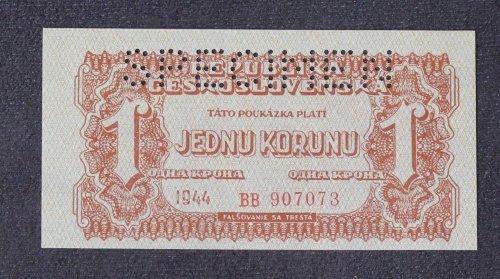 SPECIMEN
REPUBLIKA
ČESKOSLOVENSKÁ
TÁTO POUKÁZKA PLATÍ
1 JEDNU KORUNU 1
ОДНА КРОНА ОДНА КРОНА
1944 BB 907073
FALŠOVANIE SA TRESTÁ